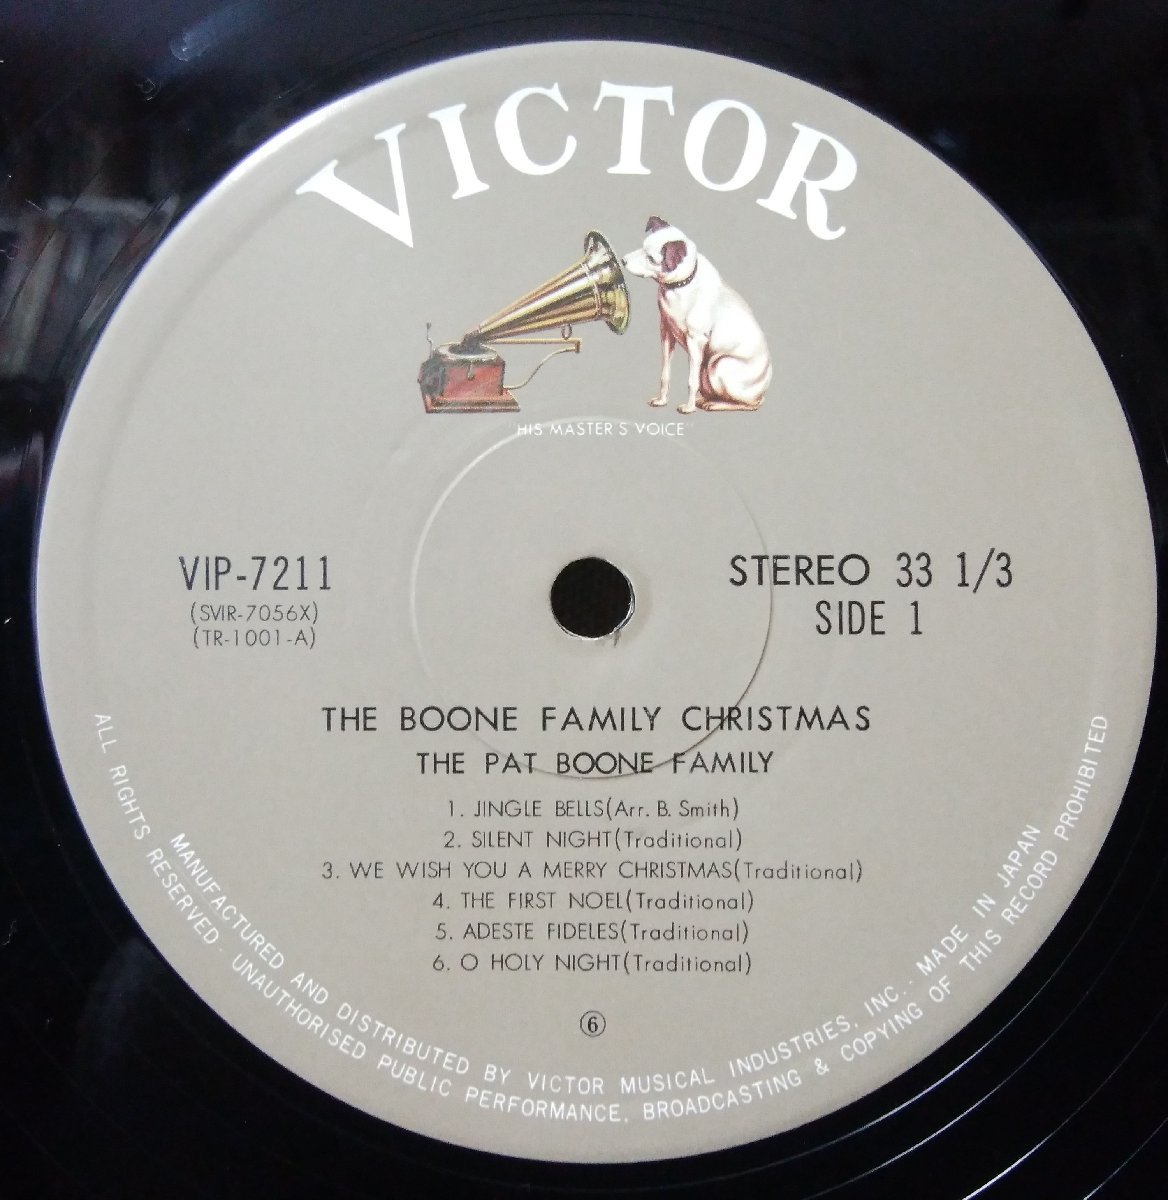 VICTOR
"HIS MASTER'S VOICE"
VIP-7211
(SVIR-7056X)
(TR-1001-A)
STEREO 33 1/3
SIDE 1
THE BOONE FAMILY CHRISTMAS
THE PAT BOONE FAMILY
1. JINGLE BELLS(Arr. B. Smith)
2. SILENT NIGHT(Traditional)
3. WE WISH YOU A MERRY CHRISTMAS(Traditional)
4. THE FIRST NOEL(Traditional)
5. ADESTE FIDELES(Traditional)
6. O HOLY NIGHT(Traditional)
⑥
MANUFACTURED AND DISTRIBUTED BY VICTOR MUSICAL INDUSTRIES, INC.. MADE IN JAPAN
ALL RIGHTS RESERVED. UNAUTHORISED PUBLIC PERFORMANCE, BROADCASTING & COPYING OF THIS RECORD PROHIBITED